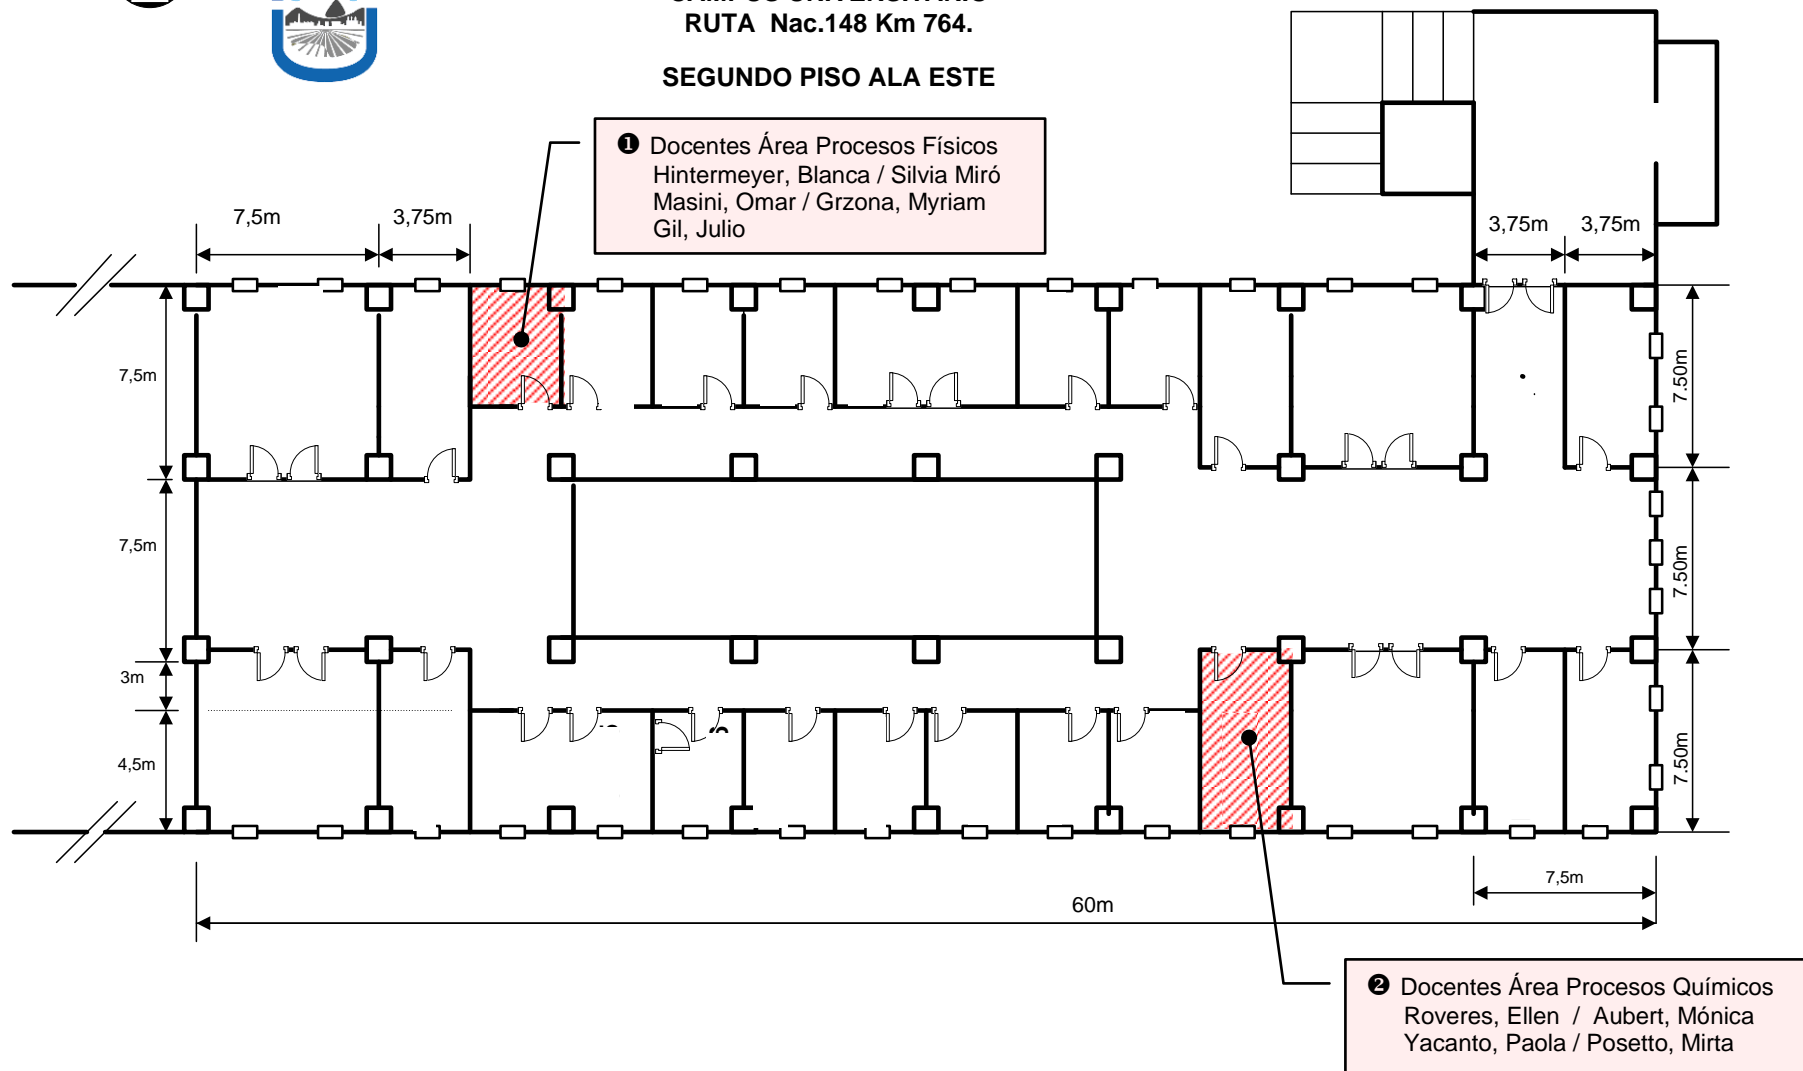 RUTA Nac.148 Km 764.
SEGUNDO PISO ALA ESTE
❶ Docentes Área Procesos Físicos
Hintermeyer, Blanca / Silvia Miró
Masini, Omar / Grzona, Myriam
Gil, Julio
7,5m
3,75m
3,75m
3,75m
7,5m
7.50m
7,5m
7.50m
3m
4,5m
7.50m
7,5m
60m
❷ Docentes Área Procesos Químicos
Roveres, Ellen / Aubert, Mónica
Yacanto, Paola / Posetto, Mirta